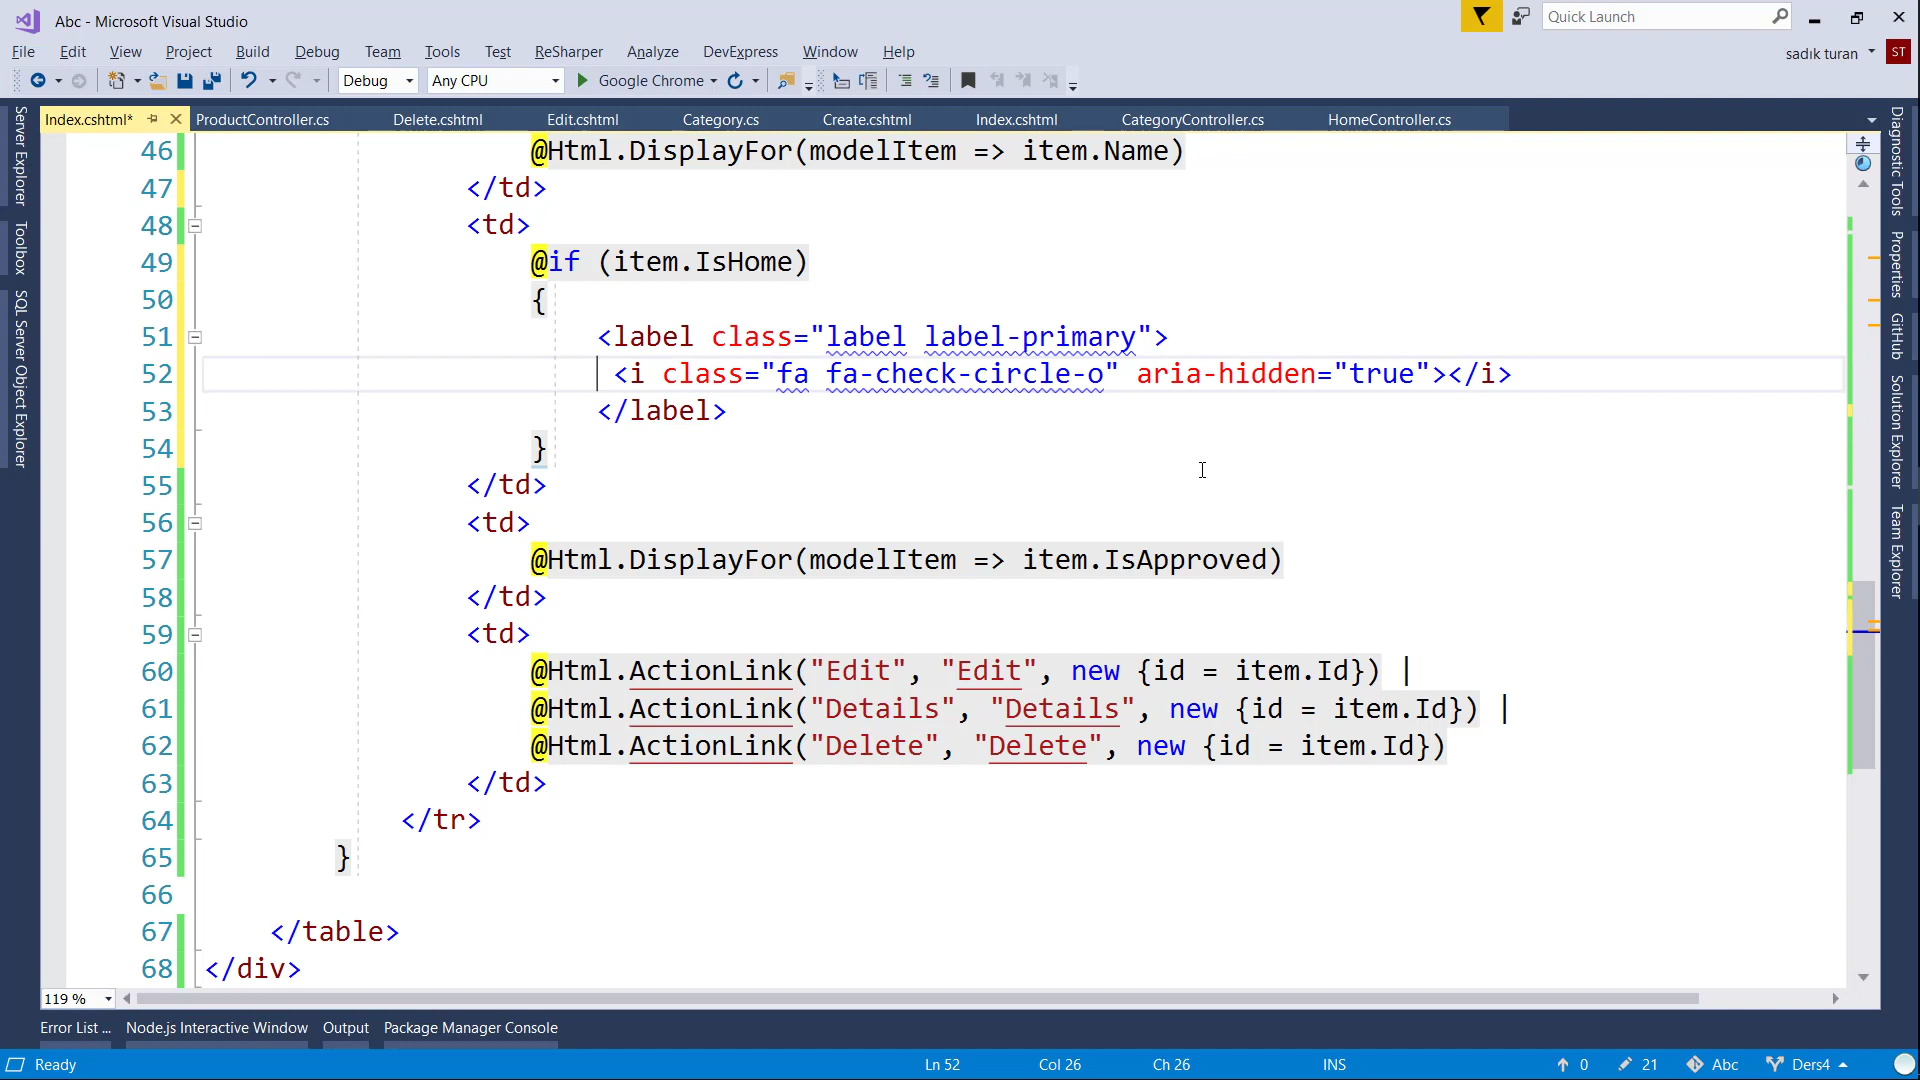 Abc - Microsoft Visual Studio
Quick Launch
File Edit View Project Build Debug Team Tools Test ReSharper Analyze DevExpress Window Help
sadık turan ST
Debug Any CPU Google Chrome
Index.cshtml* ProductController.cs Delete.cshtml Edit.cshtml Category.cs Create.cshtml Index.cshtml CategoryController.cs HomeController.cs
Server Explorer
Toolbox
SQL Server Object Explorer
46 @Html.DisplayFor(modelItem => item.Name)
47 </td>
48 <td>
49 @if (item.IsHome)
50 {
51 <label class="label label-primary">
52 <i class="fa fa-check-circle-o" aria-hidden="true"></i>
53 </label>
54 }
55 </td>
56 <td>
57 @Html.DisplayFor(modelItem => item.IsApproved)
58 </td>
59 <td>
60 @Html.ActionLink("Edit", "Edit", new {id = item.Id}) |
61 @Html.ActionLink("Details", "Details", new {id = item.Id}) |
62 @Html.ActionLink("Delete", "Delete", new {id = item.Id})
63 </td>
64 </tr>
65 }
66
67 </table>
68 </div>
Diagnostic Tools
Properties
GitHub
Solution Explorer
Team Explorer
119 %
Error List ... Node.js Interactive Window Output Package Manager Console
Ready Ln 52 Col 26 Ch 26 INS 0 21 Abc Ders4